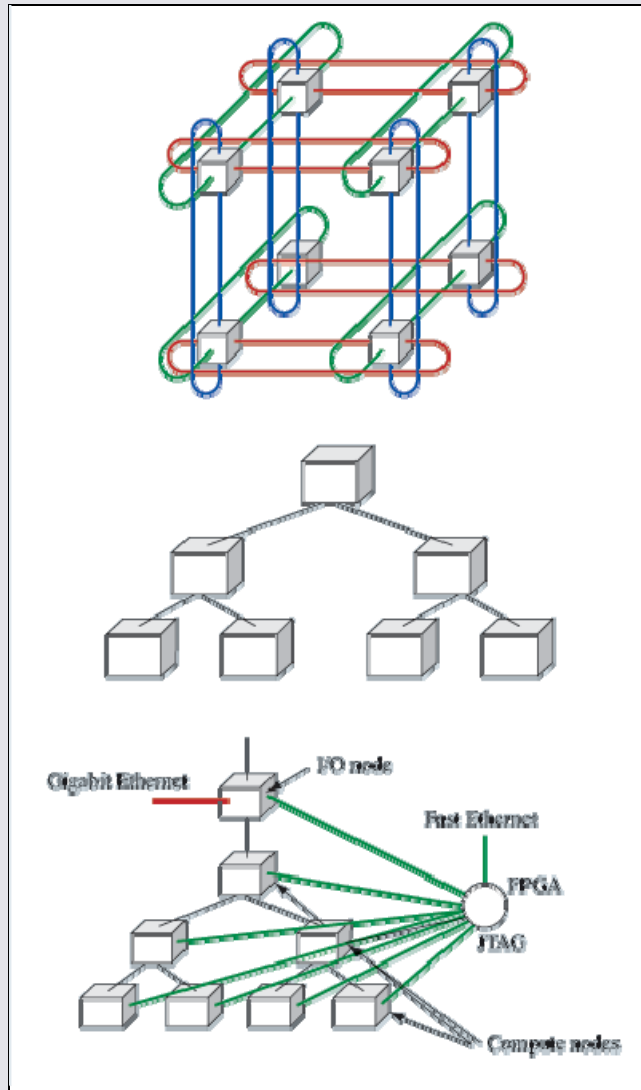 I/O node
Gigabit Ethernet
Fast Ethernet
FPGA
JTAG
Compute nodes